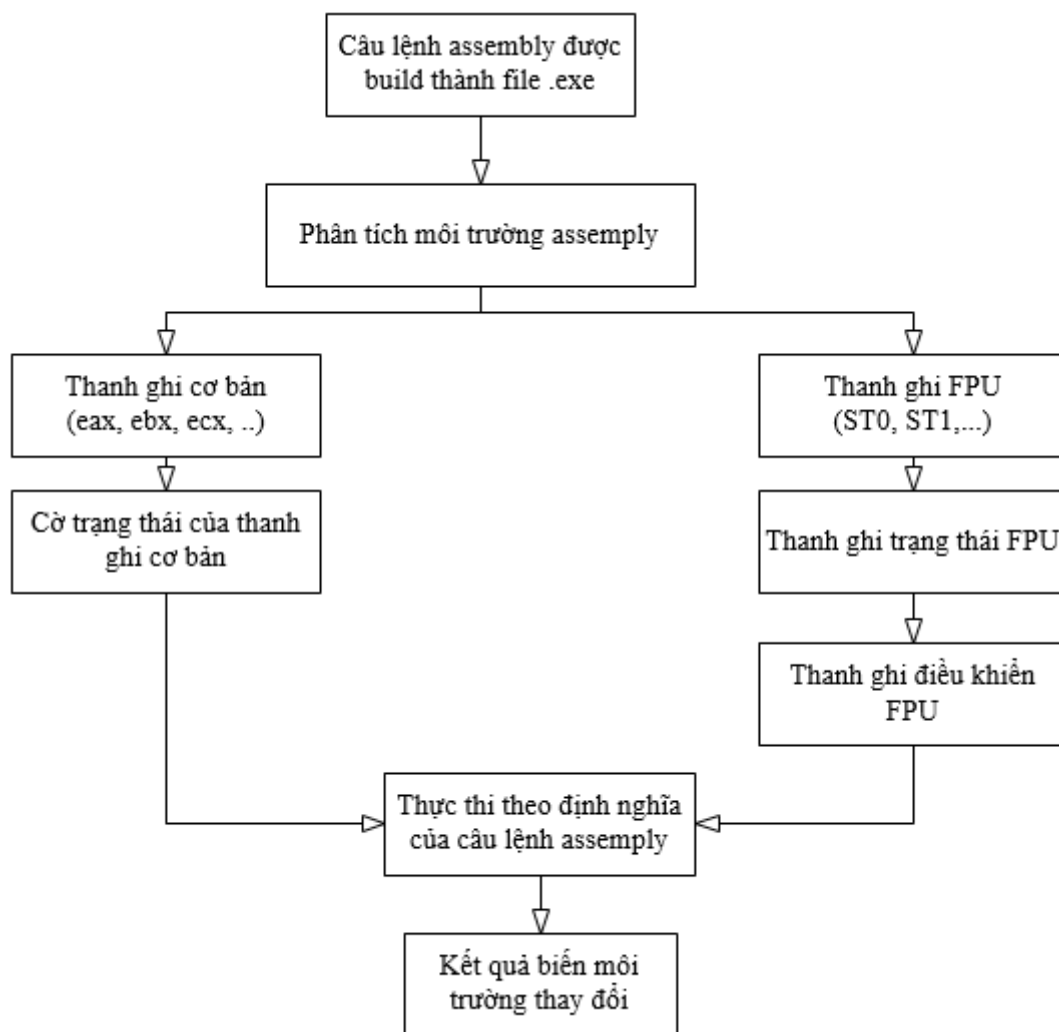 Câu lệnh assembly được
build thành file .exe
Phân tích môi trường assemply
Thanh ghi cơ bản
(eax, ebx, ecx, ..)
Thanh ghi FPU
(ST0, ST1,...)
Cờ trạng thái của thanh
ghi cơ bản
Thanh ghi trạng thái FPU
Thanh ghi điều khiển
FPU
Thực thi theo định nghĩa
của câu lệnh assemply
Kết quả biến môi
trường thay đổi